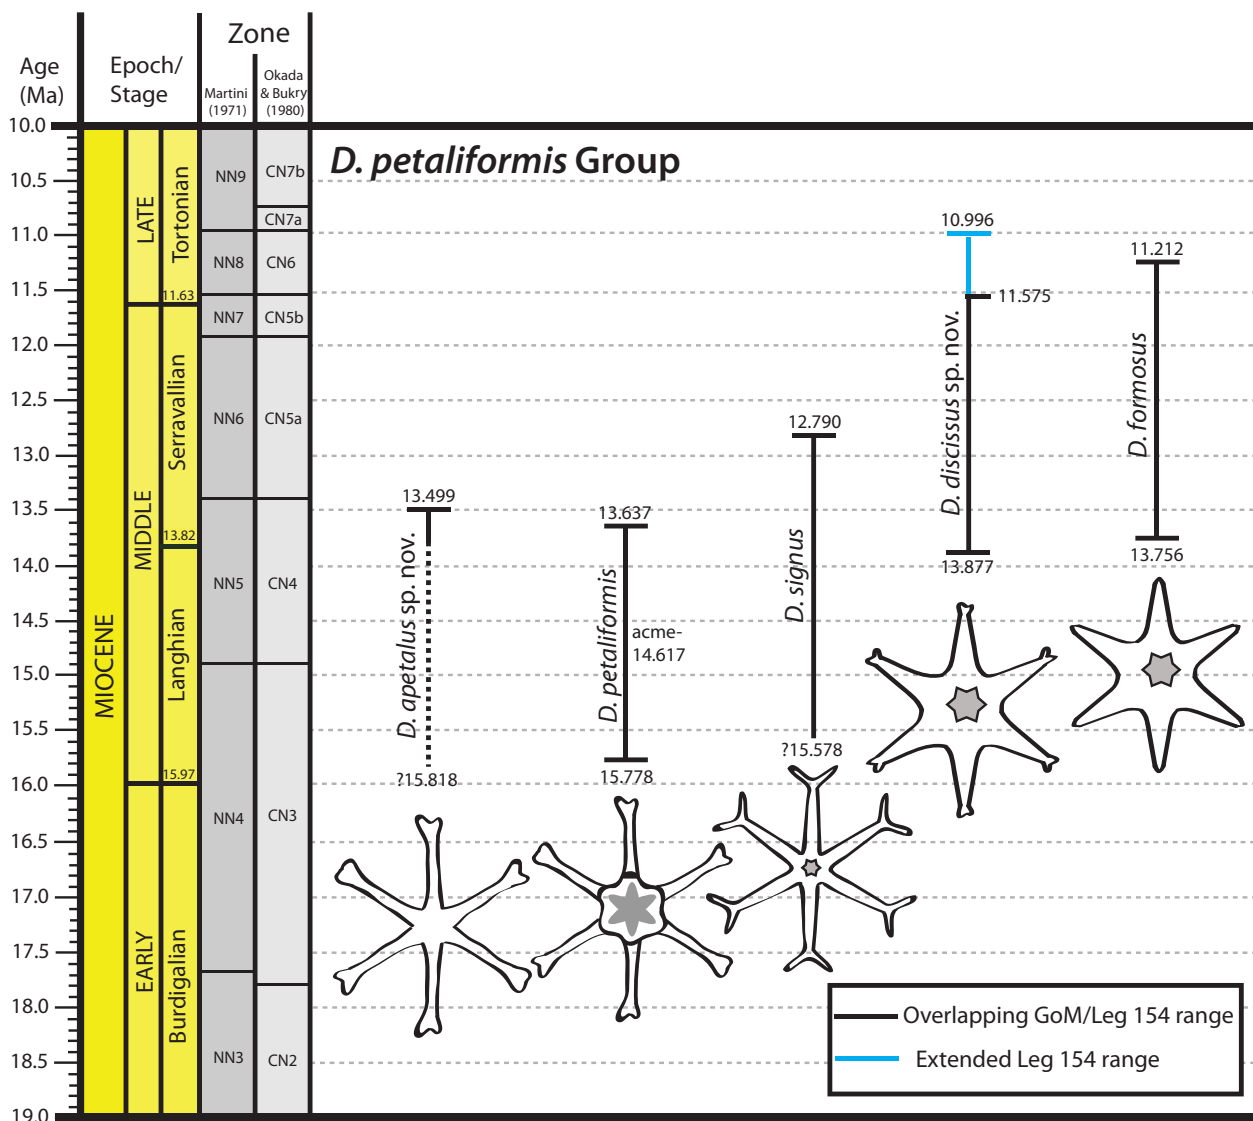 Age
(Ma)
Epoch/
Stage
Zone
Martini
(1971)
Okada
& Bukry
(1980)
10.0
10.5
11.0
11.5
12.0
12.5
13.0
13.5
14.0
14.5
15.0
15.5
16.0
16.5
17.0
17.5
18.0
18.5
19.0
MIOCENE
LATE
MIDDLE
EARLY
Tortonian
11.63
Serravallian
13.82
Langhian
15.97
Burdigalian
NN9
NN8
NN7
NN6
NN5
NN4
NN3
CN7b
CN7a
CN6
CN5b
CN5a
CN4
CN3
CN2
D. petaliformis Group
13.499
D. apetalus sp. nov.
?15.818
13.637
D. petaliformis
acme-
14.617
15.778
12.790
D. signus
?15.578
10.996
11.575
D. discissus sp. nov.
13.877
11.212
D. formosus
13.756
Overlapping GoM/Leg 154 range
Extended Leg 154 range